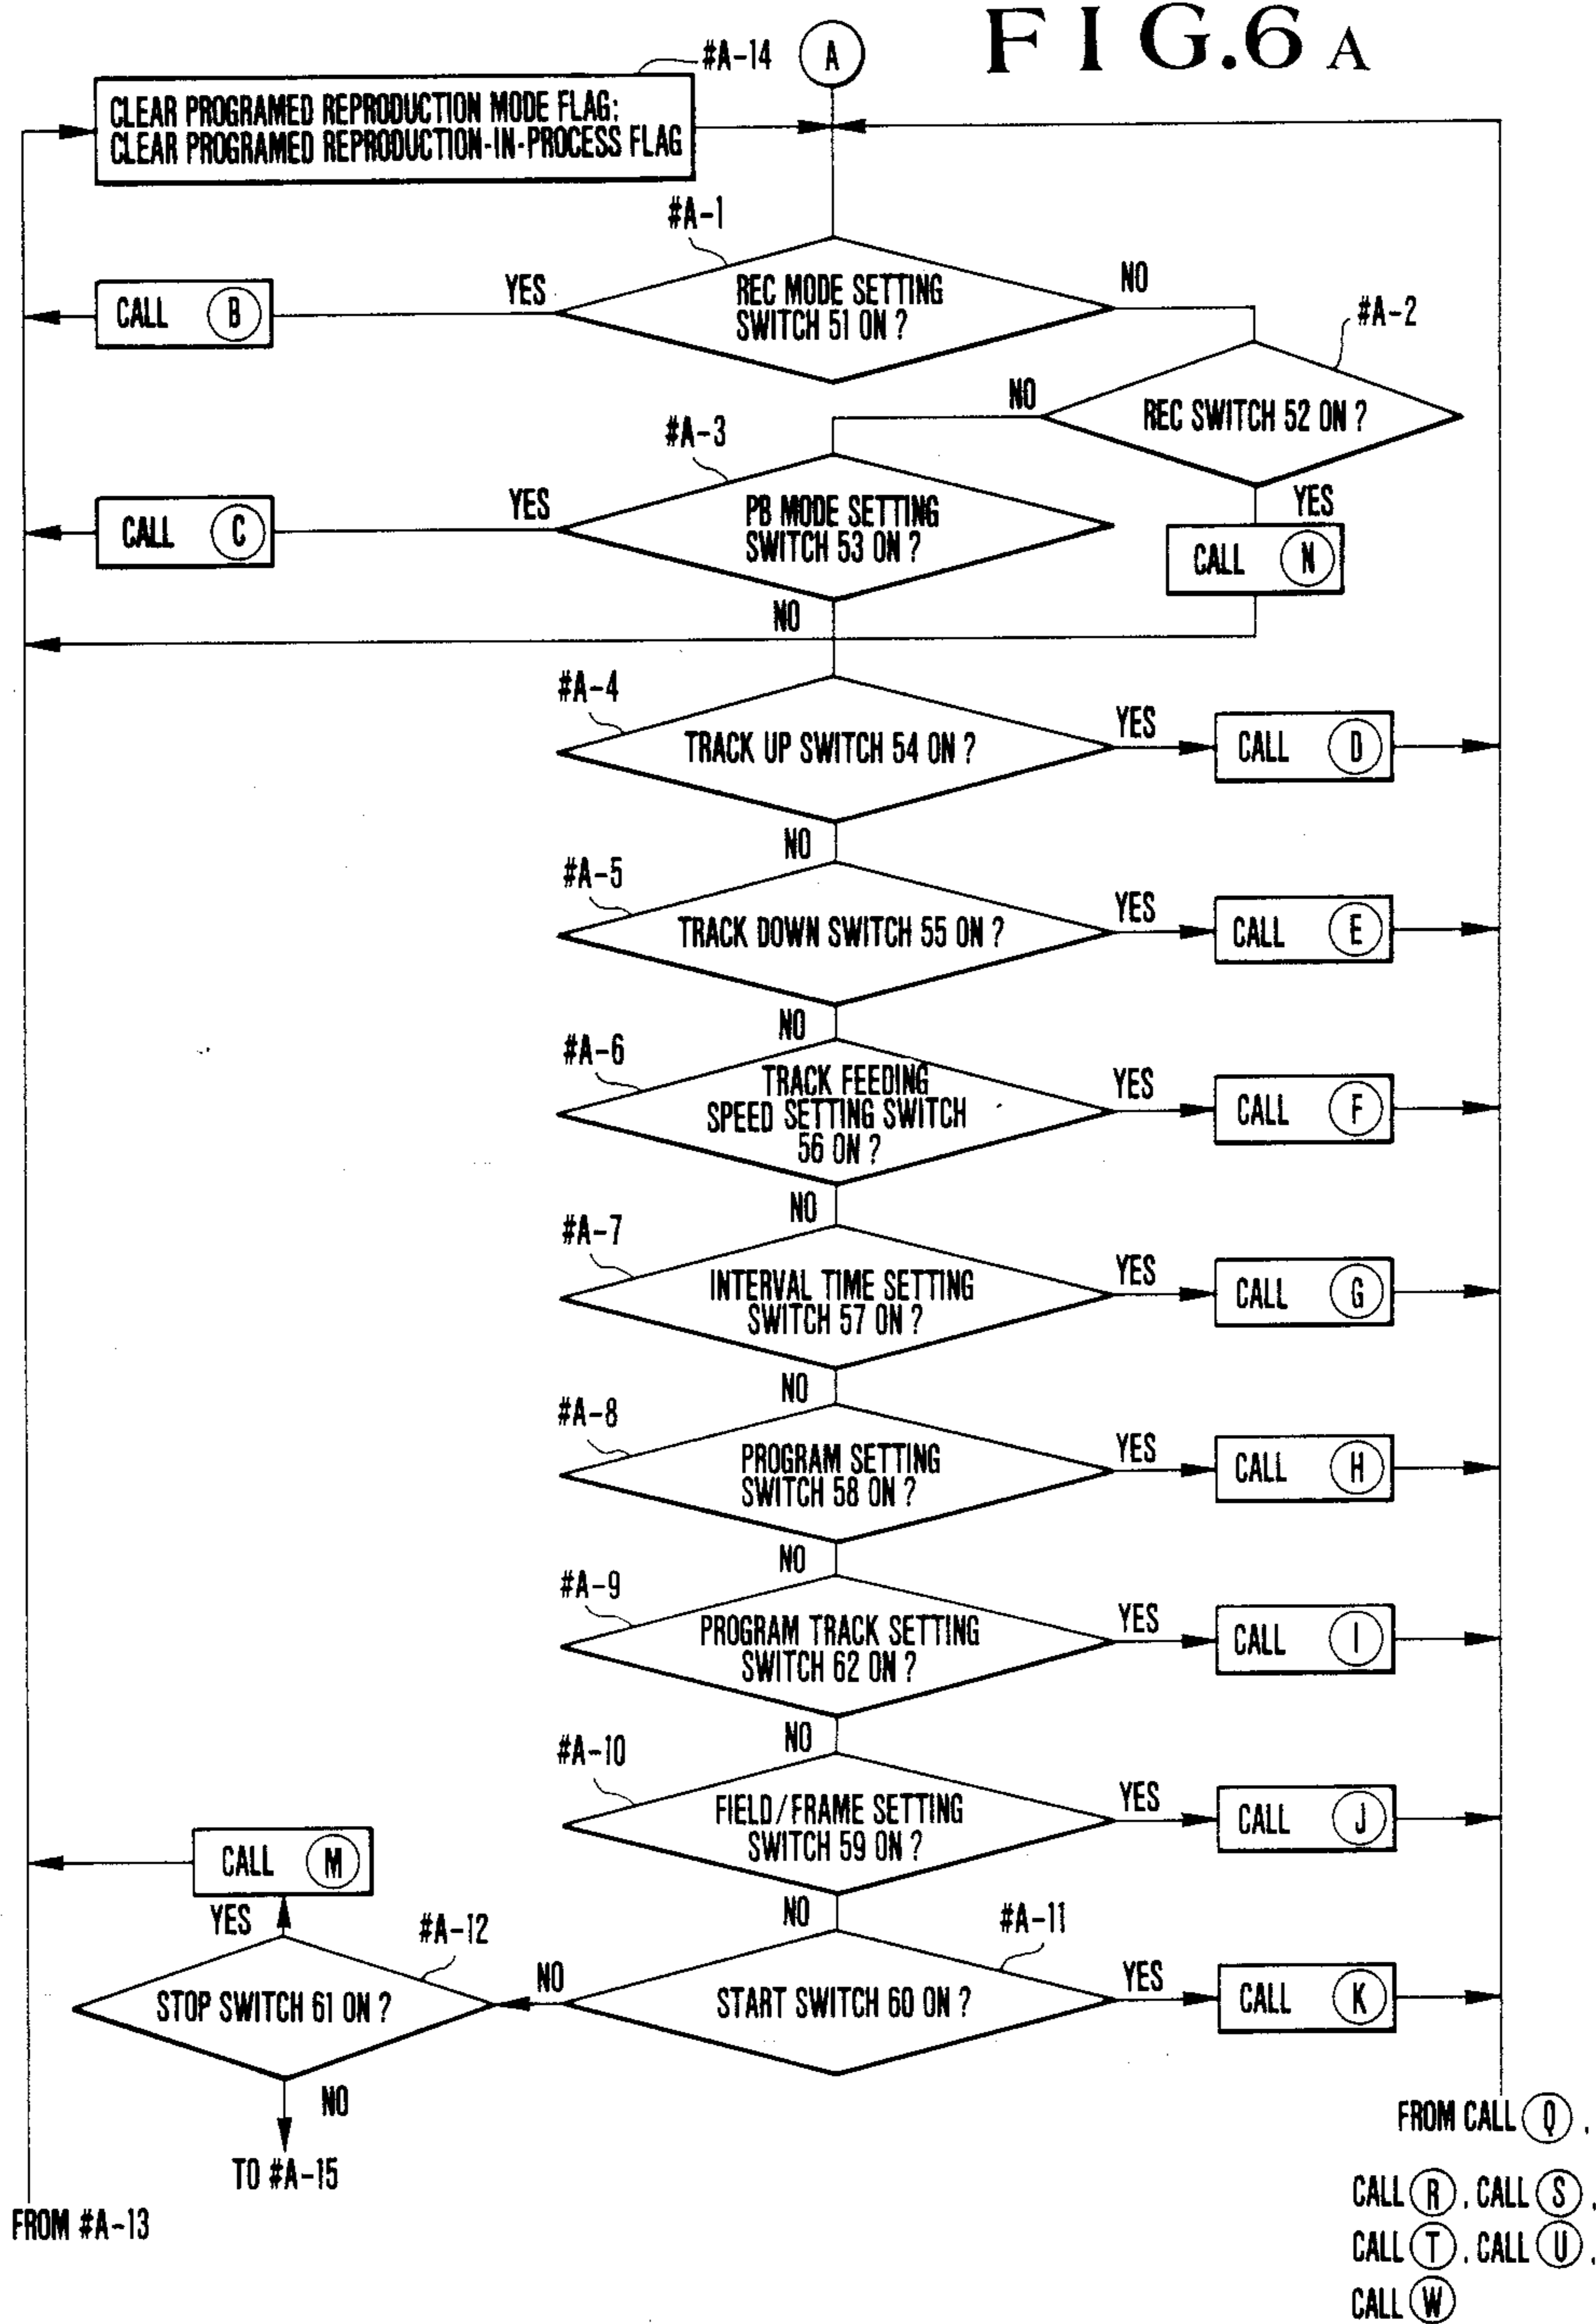 FIG.6 A
#A-14
A
CLEAR PROGRAMED REPRODUCTION MODE FLAG:
CLEAR PROGRAMED REPRODUCTION-IN-PROCESS FLAG
#A-1
REC MODE SETTING
SWITCH 51 ON ?
YES
NO
CALL B
#A-2
REC SWITCH 52 ON ?
NO
YES
CALL N
#A-3
PB MODE SETTING
SWITCH 53 ON ?
YES
CALL C
NO
#A-4
TRACK UP SWITCH 54 ON ?
YES
CALL D
NO
#A-5
TRACK DOWN SWITCH 55 ON ?
YES
CALL E
NO
#A-6
TRACK FEEDING
SPEED SETTING SWITCH
56 ON ?
YES
CALL F
NO
#A-7
INTERVAL TIME SETTING
SWITCH 57 ON ?
YES
CALL G
NO
#A-8
PROGRAM SETTING
SWITCH 58 ON ?
YES
CALL H
NO
#A-9
PROGRAM TRACK SETTING
SWITCH 62 ON ?
YES
CALL I
NO
#A-10
FIELD/FRAME SETTING
SWITCH 59 ON ?
YES
CALL J
NO
#A-11
START SWITCH 60 ON ?
YES
CALL K
NO
#A-12
STOP SWITCH 61 ON ?
YES
CALL M
NO
TO #A-15
FROM #A-13
FROM CALL Q .
CALL R . CALL S .
CALL T . CALL U .
CALL W